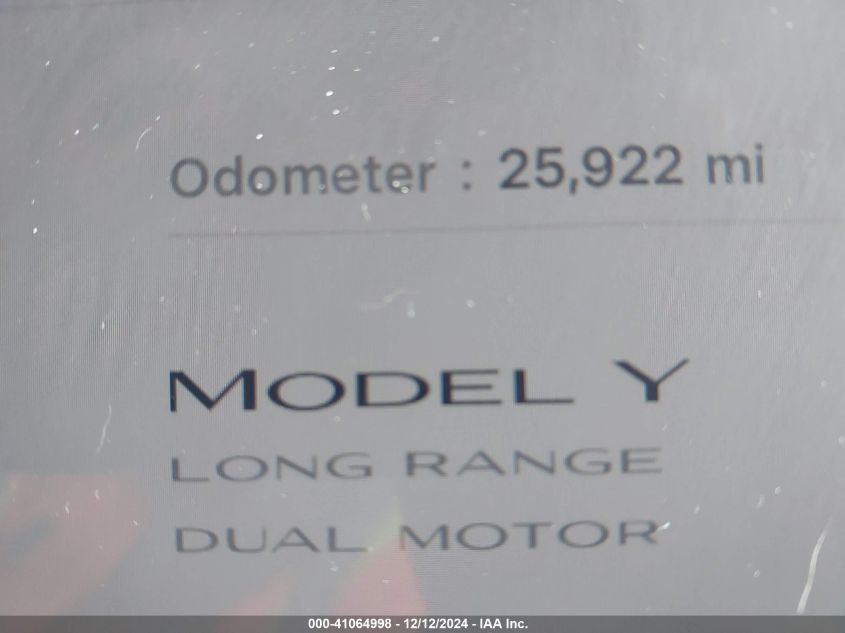 Odometer : 25,922 mi
MODEL Y
LONG RANGE
DUAL MOTOR
000-41064998 - 12/12/2024 - IAA Inc.